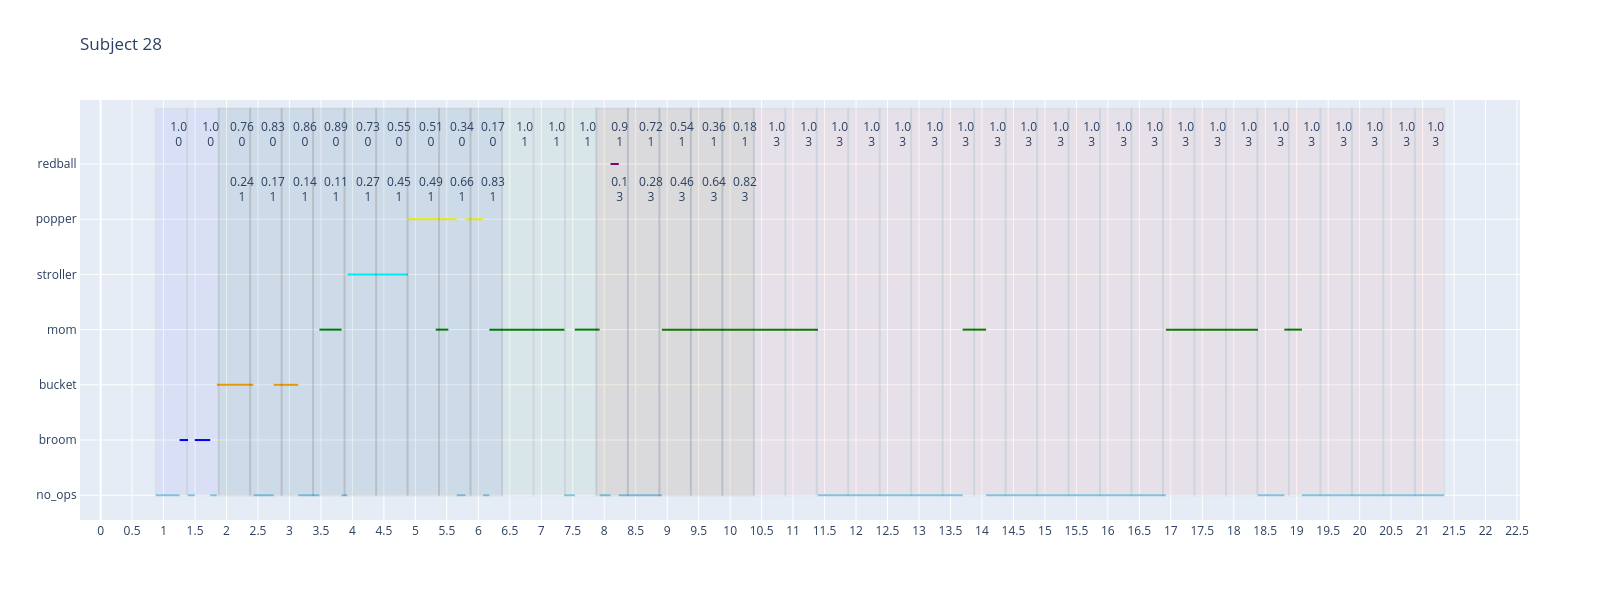 Subject 28
1.0 1.0 0.76 0.83 0.86 0.89 0.73 0.55 0.51 0.34 0.17 1.0 1.0 1.0 0.9 0.72 0.54 0.36 0.18 1.0 1.0 1.0 1.0 1.0 1.0 1.0 1.0 1.0 1.0 1.0 1.0 1.0 1.0 1.0 1.0 1.0 1.0 1.0 1.0 1.0 1.0
0 0 0 0 0 0 0 0 0 0 0 1 1 1 1 1 1 1 1 3 3 3 3 3 3 3 3 3 3 3 3 3 3 3 3 3 3 3 3 3 3
redball
0.24 0.17 0.14 0.11 0.27 0.45 0.49 0.66 0.83 0.1 0.28 0.46 0.64 0.82
1 1 1 1 1 1 1 1 1 3 3 3 3 3
popper
stroller
mom
bucket
broom
no_ops
0 0.5 1 1.5 2 2.5 3 3.5 4 4.5 5 5.5 6 6.5 7 7.5 8 8.5 9 9.5 10 10.5 11 11.5 12 12.5 13 13.5 14 14.5 15 15.5 16 16.5 17 17.5 18 18.5 19 19.5 20 20.5 21 21.5 22 22.5